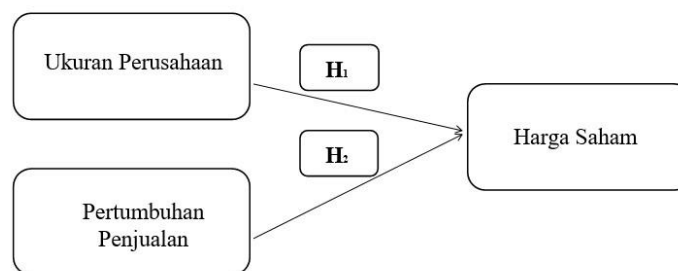 Ukuran Perusahaan
H1
Harga Saham
H2
Pertumbuhan
Penjualan